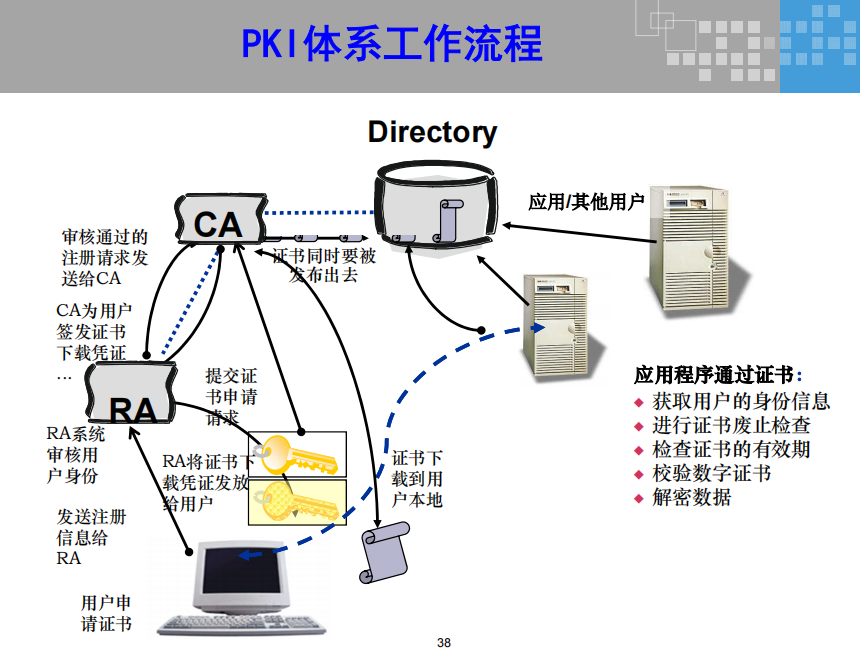 PKI体系工作流程
Directory
应用/其他用户
CA
审核通过的
注册请求发
送给CA
证书同时要被
发布出去
CA为用户
签发证书
下载凭证
…
提交证
书申请
请求
RA
RA系统
审核用
户身份
RA将证书下
载凭证发放
给用户
证书下
载到用
户本地
应用程序通过证书：
获取用户的身份信息
进行证书废止检查
检查证书的有效期
校验数字证书
解密数据
发送注册
信息给
RA
用户申
请证书
38